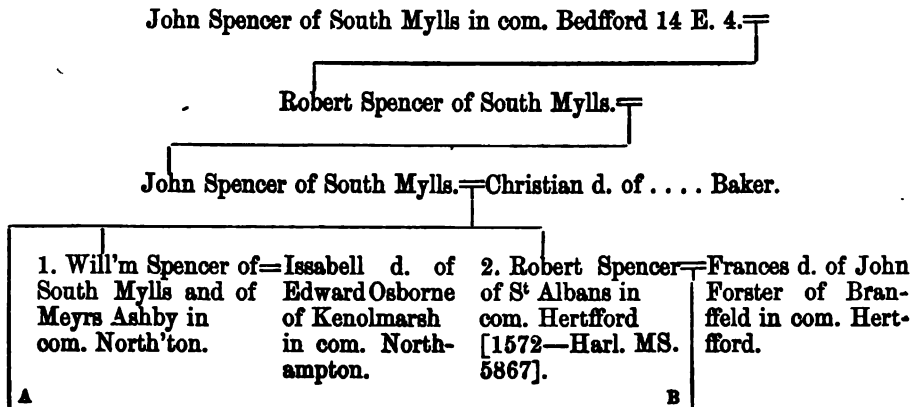 John Spencer of South Mylls in com. Bedfford 14 E. 4.
Robert Spencer of South Mylls.
John Spencer of South Mylls.=Christian d. of . . . . Baker.
1. Will'm Spencer of
South Mylls and of
Meyrs Ashby in
com. North'ton.
=Issabell d. of
Edward Osborne
of Kenolmarsh
in com. North-
ampton.
2. Robert Spencer
of St Albans in
com. Hertfford
[1572—Harl. MS.
5867].
=Frances d. of John
Forster of Bran-
ffeld in com. Hert-
fford.
A
B